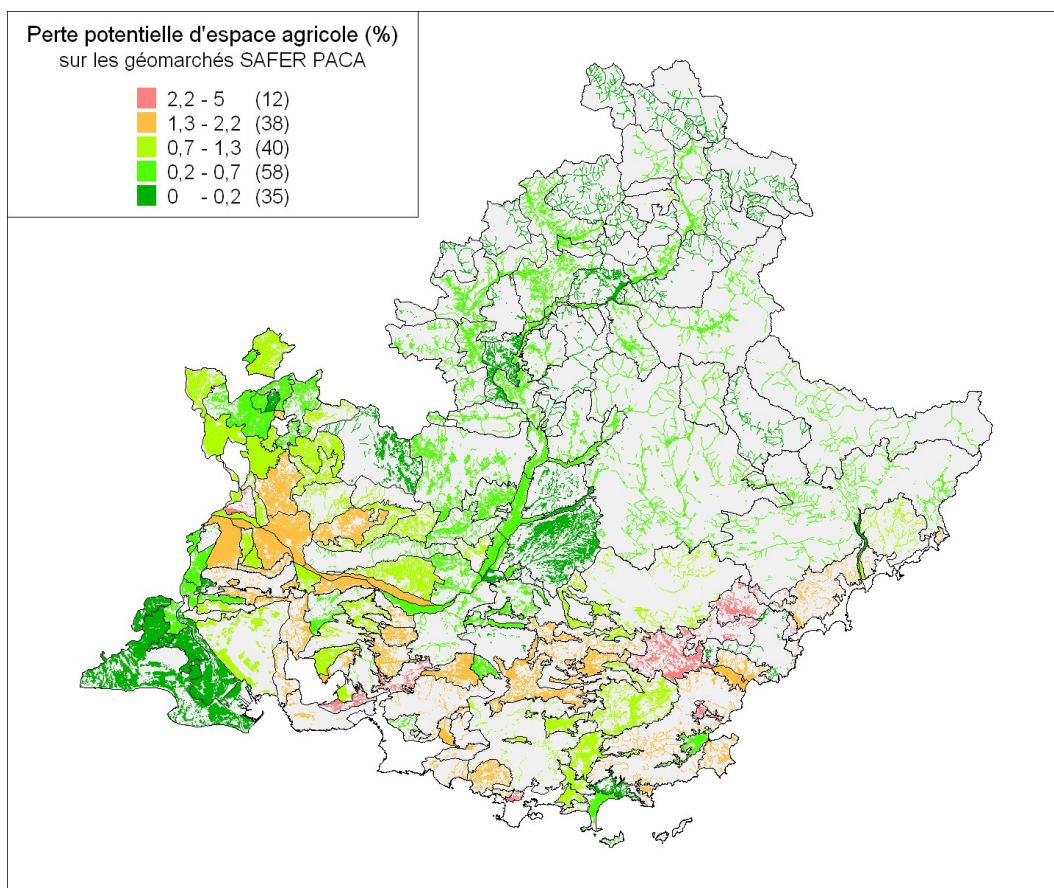 Perte potentielle d'espace agricole (%)
sur les géomarchés SAFER PACA
2,2 - 5 (12)
1,3 - 2,2 (38)
0,7 - 1,3 (40)
0,2 - 0,7 (58)
0 - 0,2 (35)